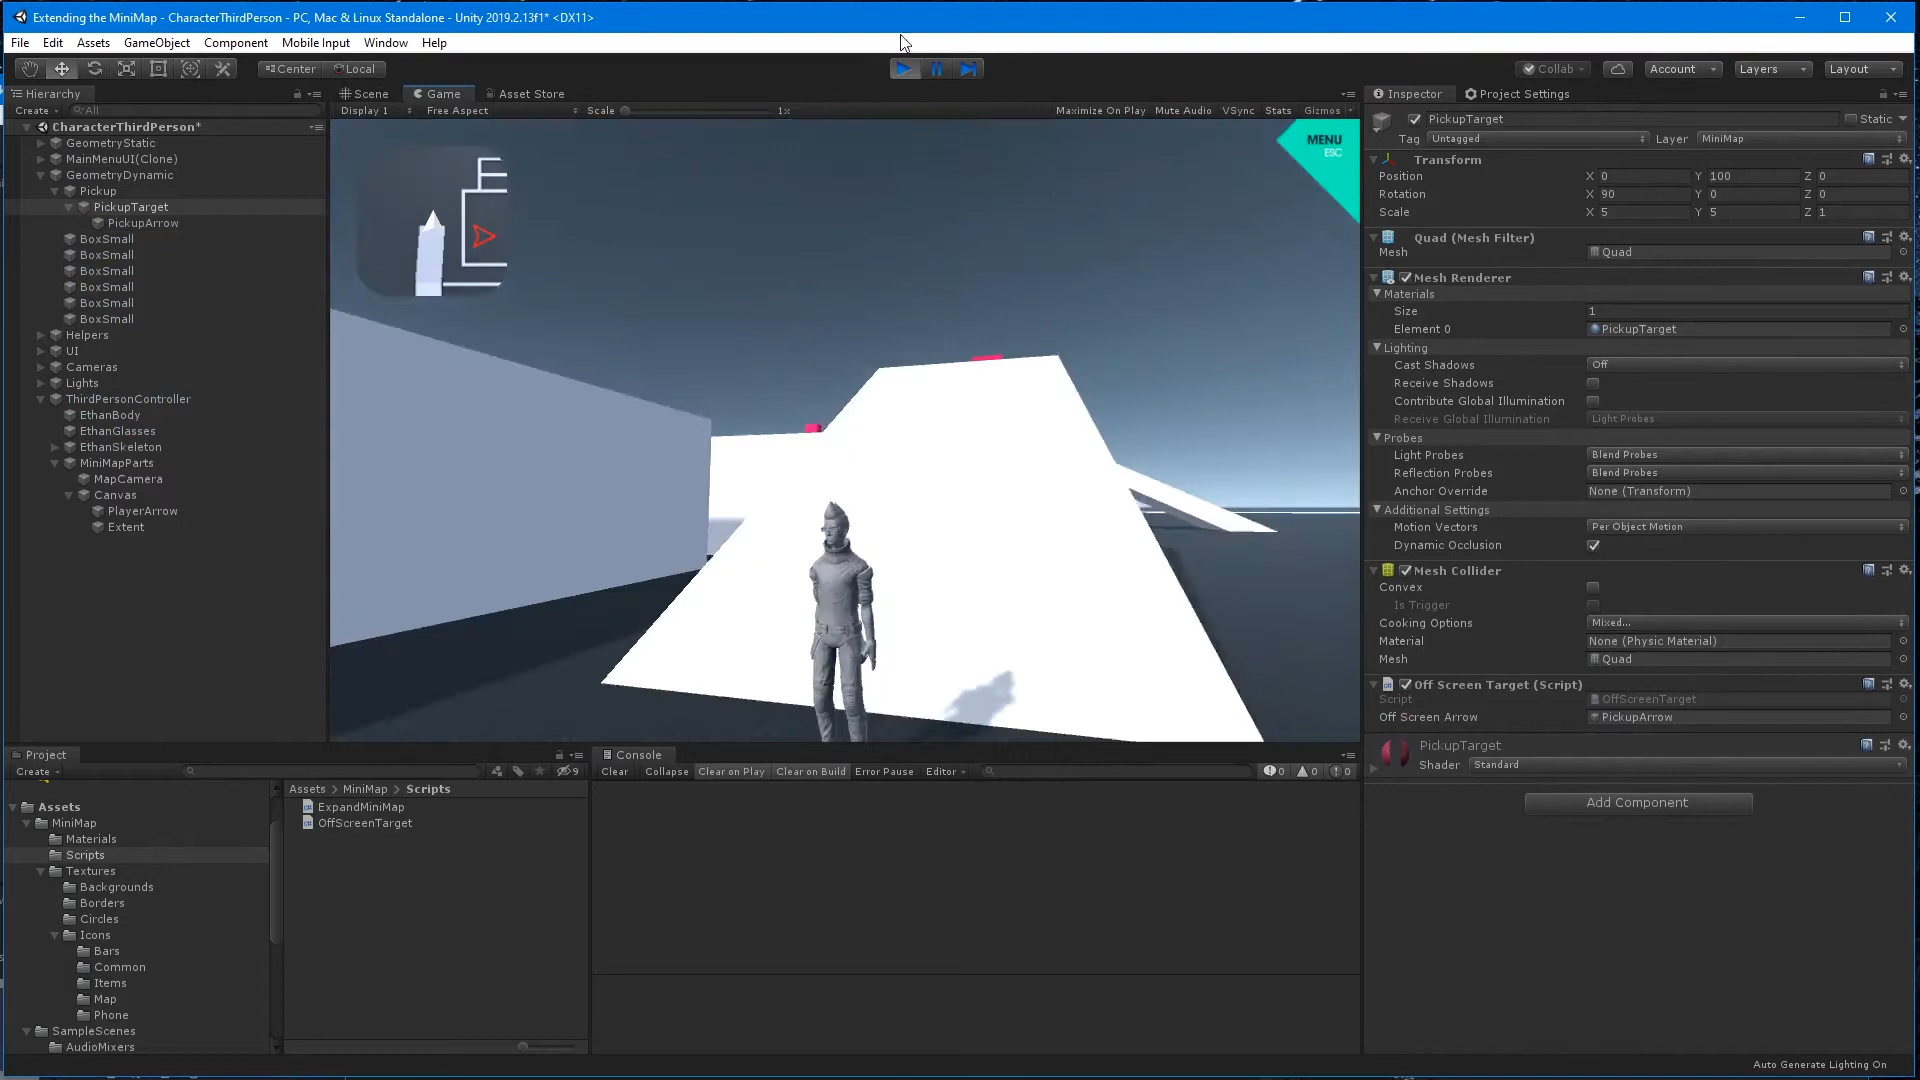 Extending the MiniMap - CharacterThirdPerson - PC, Mac & Linux Standalone - Unity 2019.2.13f1* <DX11>
File Edit Assets GameObject Component Mobile Input Window Help
Center Local
Collab Account Layers Layout
Hierarchy
Create All
CharacterThirdPerson*
GeometryStatic
MainMenuUI(Clone)
GeometryDynamic
Pickup
PickupTarget
PickupArrow
BoxSmall
BoxSmall
BoxSmall
BoxSmall
BoxSmall
BoxSmall
Helpers
UI
Cameras
Lights
ThirdPersonController
EthanBody
EthanGlasses
EthanSkeleton
MiniMapParts
MapCamera
Canvas
PlayerArrow
Extent
Scene Game Asset Store
Display 1 Free Aspect Scale 1x Maximize On Play Mute Audio VSync Stats Gizmos
MENU
ESC
Inspector Project Settings
PickupTarget Static
Tag Untagged Layer MiniMap
Transform
Position X 0 Y 100 Z 0
Rotation X 90 Y 0 Z 0
Scale X 5 Y 5 Z 1
Quad (Mesh Filter)
Mesh Quad
Mesh Renderer
Materials
Size 1
Element 0 PickupTarget
Lighting
Cast Shadows Off
Receive Shadows
Contribute Global Illumination
Receive Global Illumination Light Probes
Probes
Light Probes Blend Probes
Reflection Probes Blend Probes
Anchor Override None (Transform)
Additional Settings
Motion Vectors Per Object Motion
Dynamic Occlusion
Mesh Collider
Convex
Is Trigger
Cooking Options Mixed...
Material None (Physic Material)
Mesh Quad
Off Screen Target (Script)
Script OffScreenTarget
Off Screen Arrow PickupArrow
PickupTarget
Shader Standard
Add Component
Project
Create 9
Assets
MiniMap
Materials
Scripts
Textures
Backgrounds
Borders
Circles
Icons
Bars
Common
Items
Map
Phone
SampleScenes
AudioMixers
Assets MiniMap Scripts
ExpandMiniMap
OffScreenTarget
Console
Clear Collapse Clear on Play Clear on Build Error Pause Editor 0 0 0
Auto Generate Lighting On